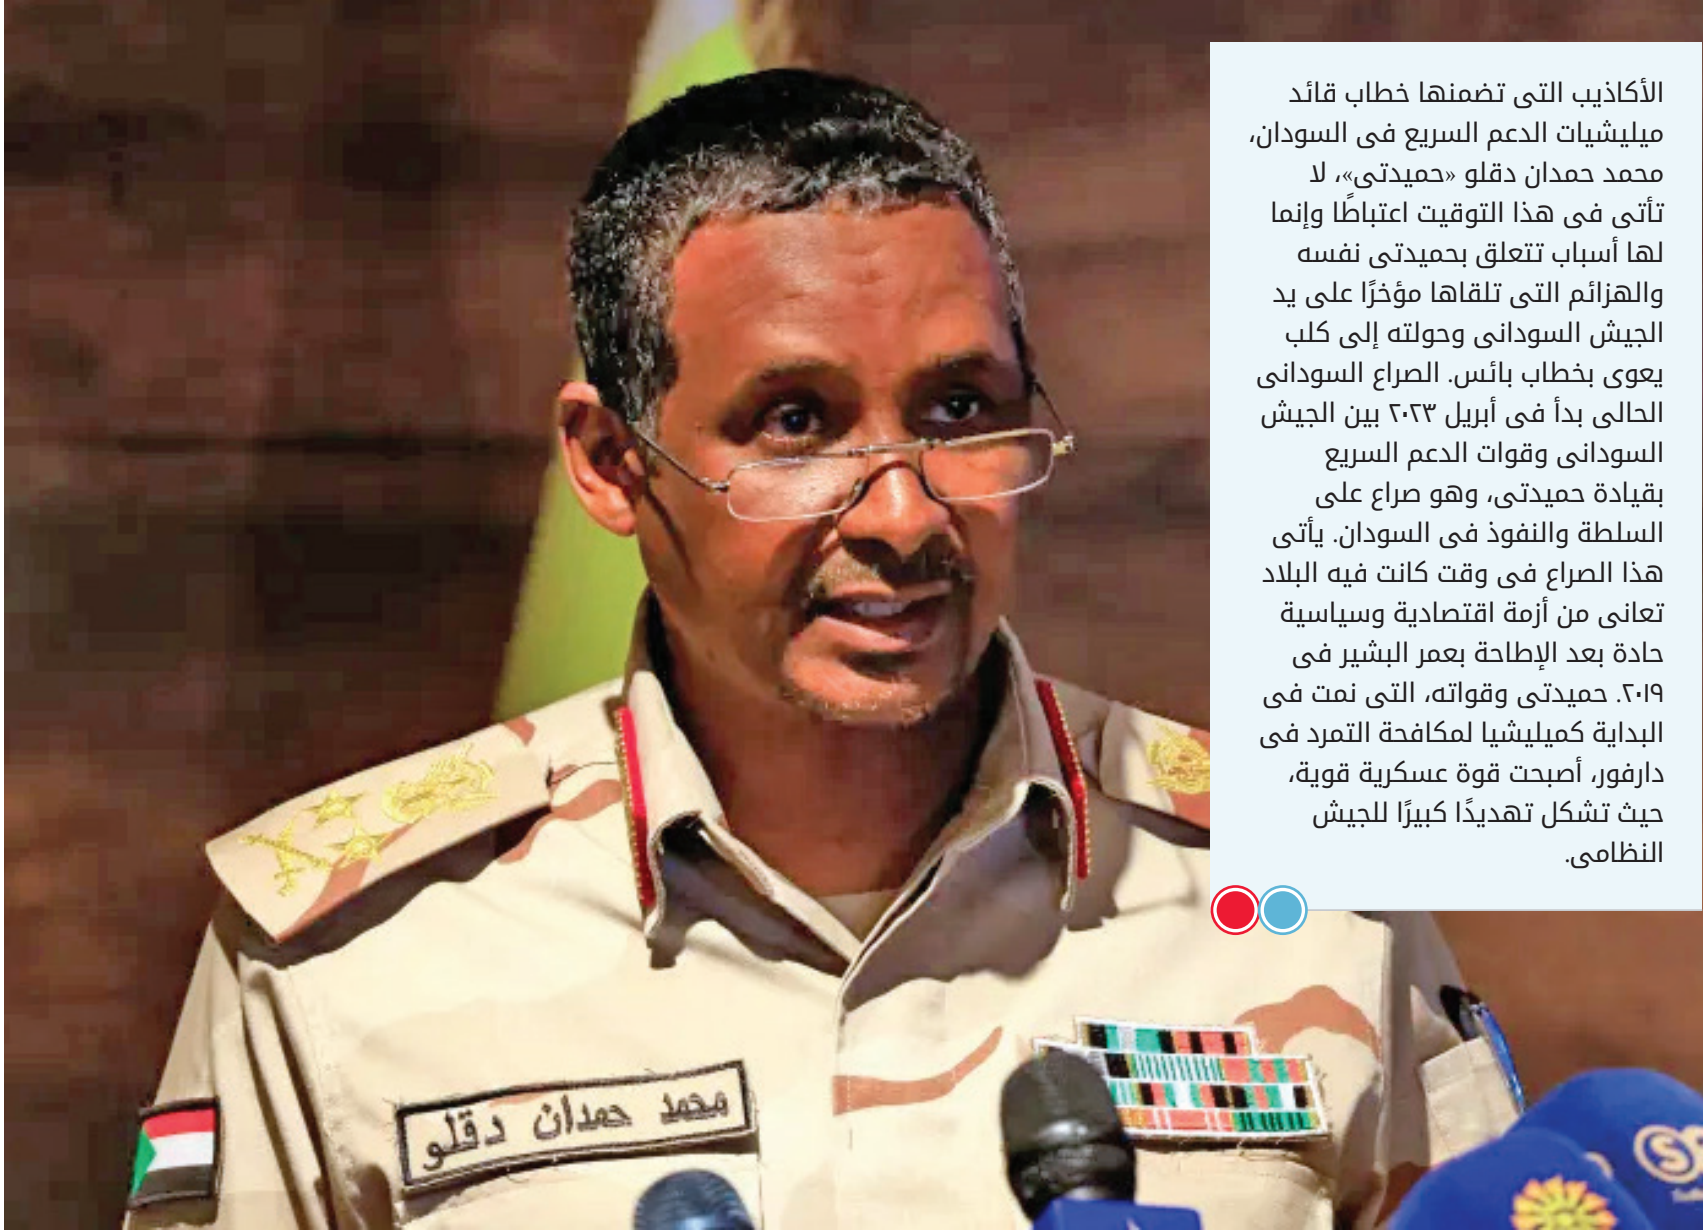 الأكاذيب التى تضمنها خطاب قائد
ميليشيات الدعم السريع فى السودان،
محمد حمدان دقلو «حميدتى»، لا
تأتى فى هذا التوقيت اعتباطًا وإنما
لها أسباب تتعلق بحميدتى نفسه
والهزائم التى تلقاها مؤخرًا على يد
الجيش السودانى وحولته إلى كلب
يعوى بخطاب بائس. الصراع السودانى
الحالى بدأ فى أبريل ٢٠٢٣ بين الجيش
السودانى وقوات الدعم السريع
بقيادة حميدتى، وهو صراع على
السلطة والنفوذ فى السودان. يأتى
هذا الصراع فى وقت كانت فيه البلاد
تعانى من أزمة اقتصادية وسياسية
حادة بعد الإطاحة بعمر البشير فى
٢٠١٩. حميدتى وقواته، التى نمت فى
البداية كميليشيا لمكافحة التمرد فى
دارفور، أصبحت قوة عسكرية قوية،
حيث تشكل تهديدًا كبيرًا للجيش
النظامى.
محمد حمدان دقلو